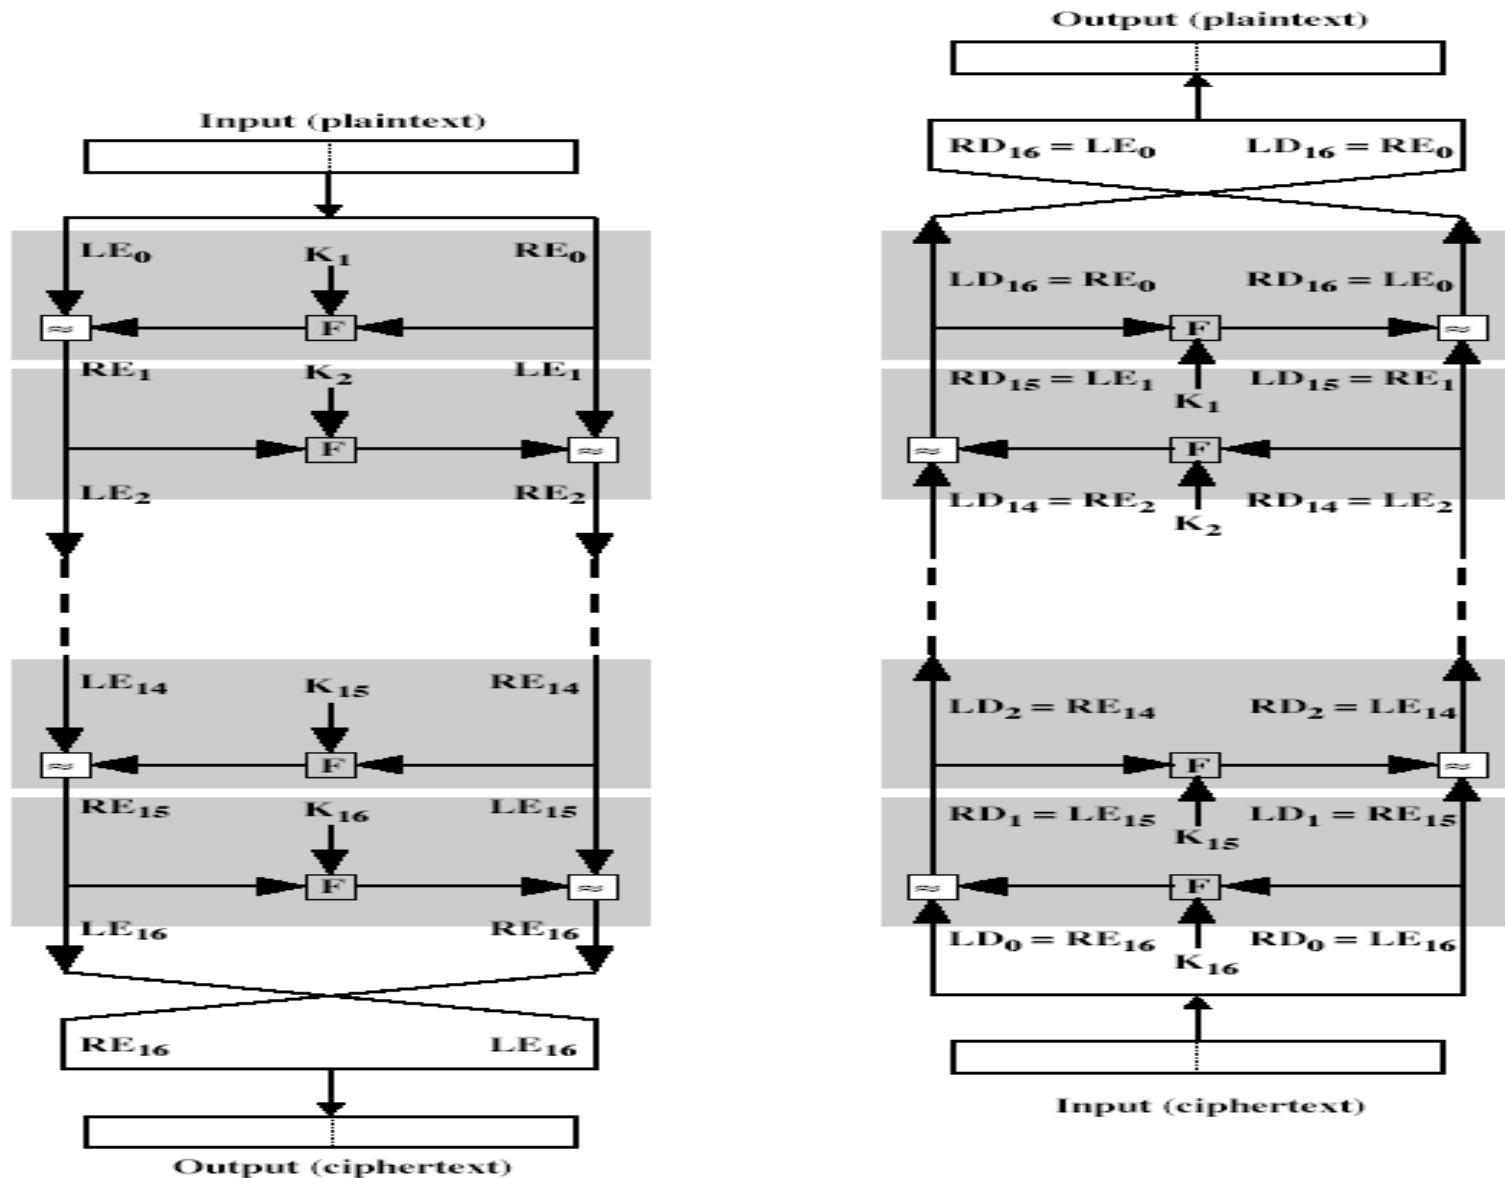 Input (plaintext)
LE₀ K₁ RE₀
≈ F
RE₁ K₂ LE₁
F ≈
LE₂ RE₂
LE₁₄ K₁₅ RE₁₄
≈ F
RE₁₅ K₁₆ LE₁₅
F ≈
LE₁₆ RE₁₆
RE₁₆ LE₁₆
Output (ciphertext)
Output (plaintext)
RD₁₆ = LE₀ LD₁₆ = RE₀
LD₁₆ = RE₀ RD₁₆ = LE₀
F ≈
RD₁₅ = LE₁ LD₁₅ = RE₁
K₁
≈ F
LD₁₄ = RE₂ RD₁₄ = LE₂
K₂
LD₂ = RE₁₄ RD₂ = LE₁₄
F ≈
RD₁ = LE₁₅ LD₁ = RE₁₅
K₁₅
≈ F
LD₀ = RE₁₆ RD₀ = LE₁₆
K₁₆
Input (ciphertext)